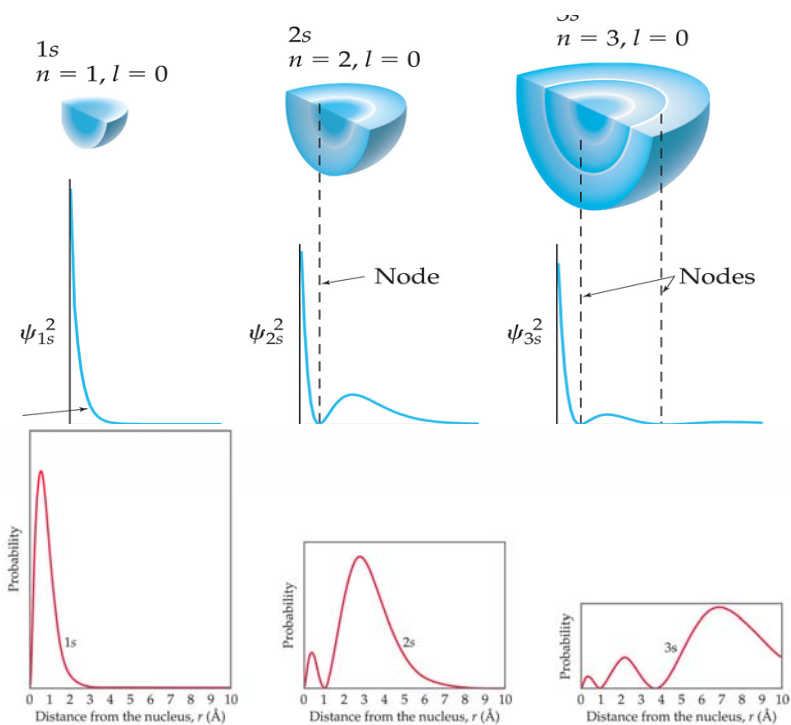 1s
n = 1, l = 0
2s
n = 2, l = 0
n = 3, l = 0
Node
Nodes
ψ1s²
ψ2s²
ψ3s²
Probability
1s
0 1 2 3 4 5 6 7 8 9 10
Distance from the nucleus, r (Å)
Probability
2s
0 1 2 3 4 5 6 7 8 9 10
Distance from the nucleus, r (Å)
Probability
3s
0 1 2 3 4 5 6 7 8 9 10
Distance from the nucleus, r (Å)